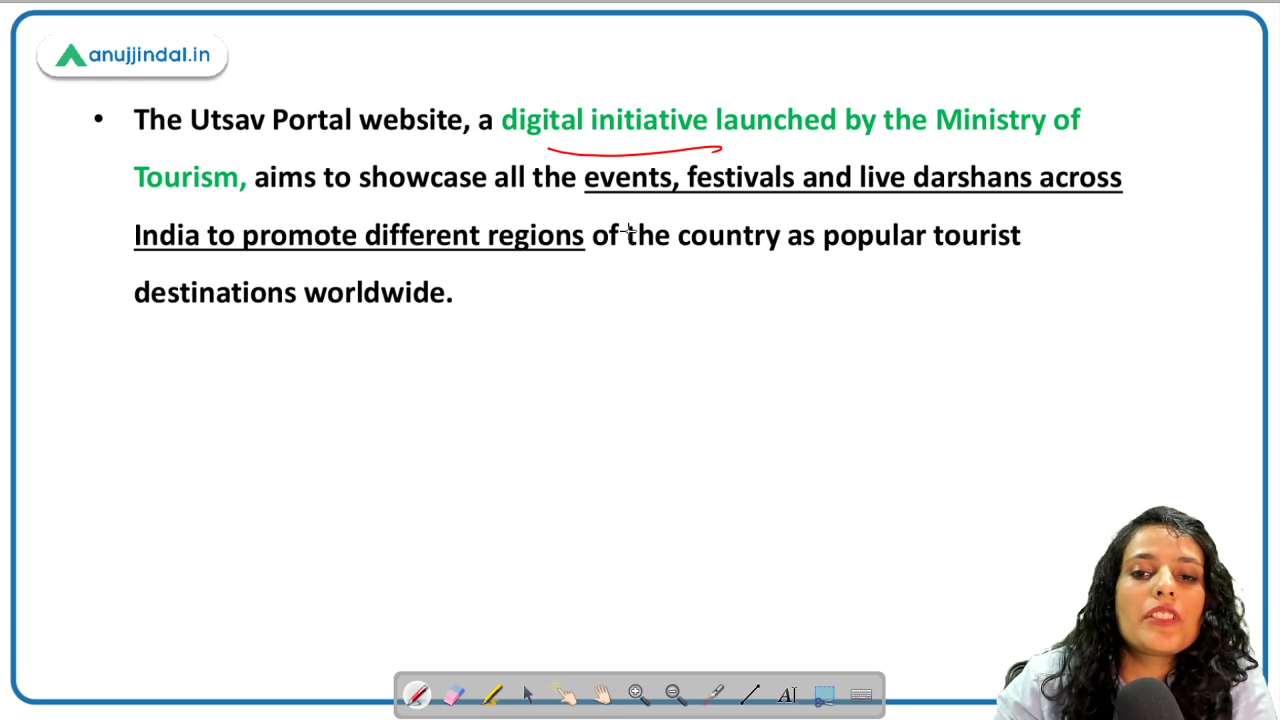 anujjindal.in
• The Utsav Portal website, a digital initiative launched by the Ministry of
Tourism, aims to showcase all the events, festivals and live darshans across
India to promote different regions of the country as popular tourist
destinations worldwide.
A